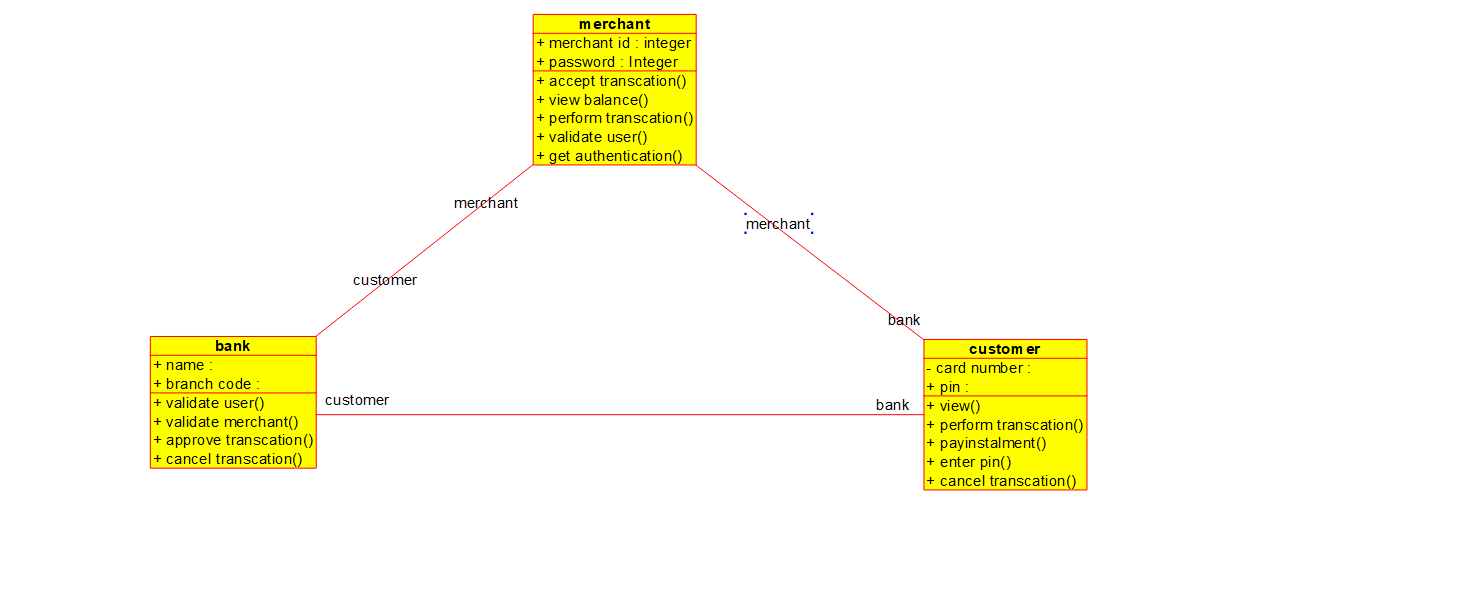 merchant
+ merchant id : integer
+ password : Integer
+ accept transcation()
+ view balance()
+ perform transcation()
+ validate user()
+ get authentication()
merchant
merchant
customer
bank
bank
+ name :
+ branch code :
+ validate user()
+ validate merchant()
+ approve transcation()
+ cancel transcation()
customer
bank
customer
- card number :
+ pin :
+ view()
+ perform transcation()
+ payinstalment()
+ enter pin()
+ cancel transcation()